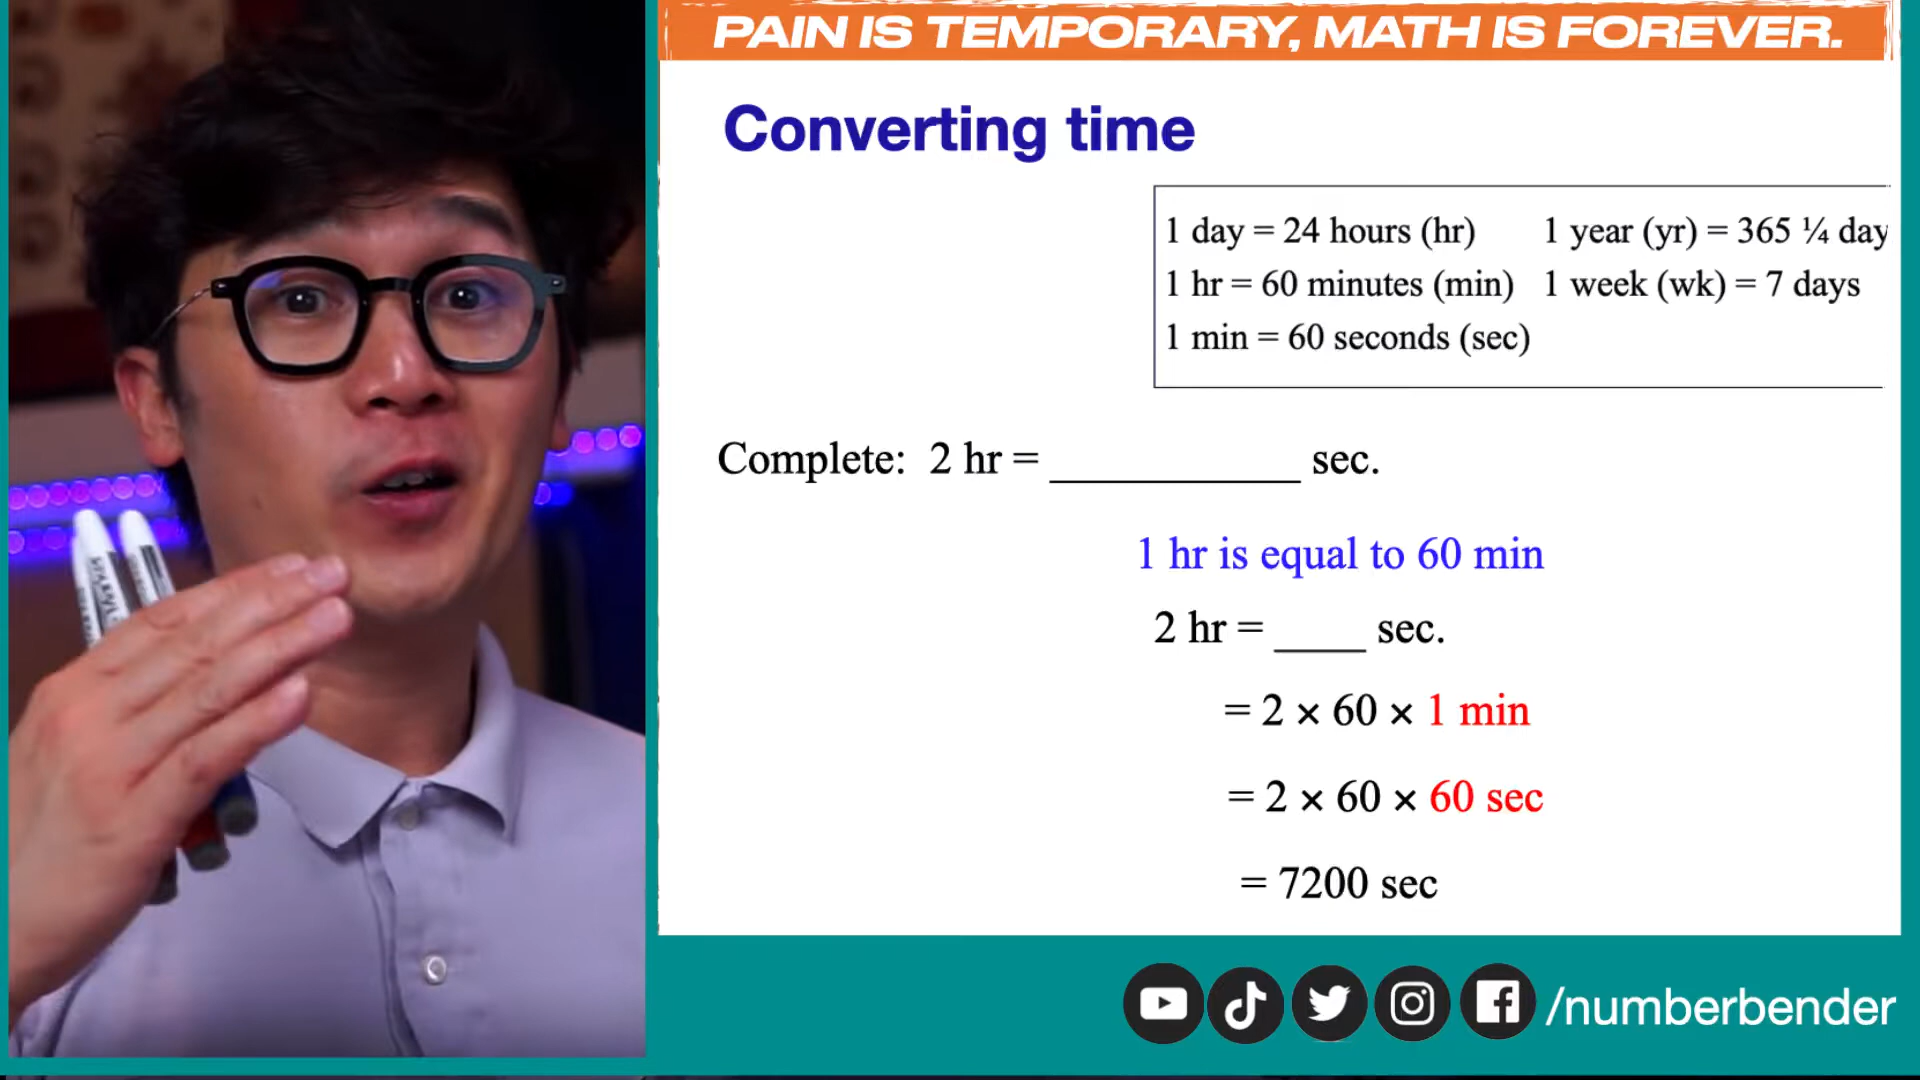 PAIN IS TEMPORARY, MATH IS FOREVER.
Converting time
1 day = 24 hours (hr) 1 year (yr) = 365 ¼ day
1 hr = 60 minutes (min) 1 week (wk) = 7 days
1 min = 60 seconds (sec)
Complete: 2 hr = ____________ sec.
1 hr is equal to 60 min
2 hr = ____ sec.
= 2 × 60 × 1 min
= 2 × 60 × 60 sec
= 7200 sec
/numberbender